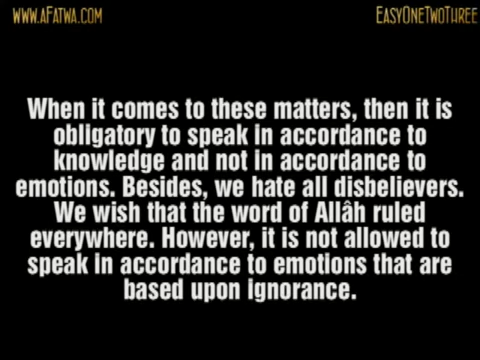 www.aFatwa.com EasyOneTwoThree
When it comes to these matters, then it is
obligatory to speak in accordance to
knowledge and not in accordance to
emotions. Besides, we hate all disbelievers.
We wish that the word of Allâh ruled
everywhere. However, it is not allowed to
speak in accordance to emotions that are
based upon ignorance.